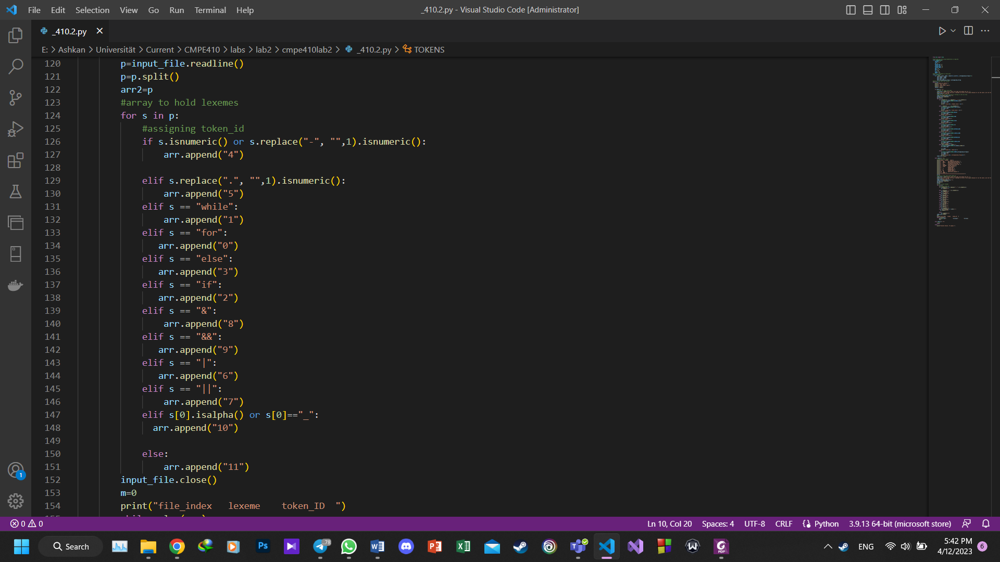 File Edit Selection View Go Run Terminal Help
_410.2.py - Visual Studio Code [Administrator]
_410.2.py
E: > Ashkan > Universität > Current > CMPE410 > labs > lab2 > cmpe410lab2 > _410.2.py > TOKENS
120 p=input_file.readline()
121 p=p.split()
122 arr2=p
123 #array to hold lexemes
124 for s in p:
125 #assigning token_id
126 if s.isnumeric() or s.replace("-", "",1).isnumeric():
127 arr.append("4")
128
129 elif s.replace(".", "",1).isnumeric():
130 arr.append("5")
131 elif s == "while":
132 arr.append("1")
133 elif s == "for":
134 arr.append("0")
135 elif s == "else":
136 arr.append("3")
137 elif s == "if":
138 arr.append("2")
139 elif s == "&":
140 arr.append("8")
141 elif s == "&&":
142 arr.append("9")
143 elif s == "|":
144 arr.append("6")
145 elif s == "||":
146 arr.append("7")
147 elif s[0].isalpha() or s[0]=="_":
148 arr.append("10")
149
150 else:
151 arr.append("11")
152 input_file.close()
153 m=0
154 print("file_index   lexeme    token_ID  ")
1
0 0
Ln 10, Col 20 Spaces: 4 UTF-8 CRLF Python 3.9.13 64-bit (microsoft store)
Search
Ps
78
W
P
X
PDF
ENG
5:42 PM
4/12/2023
6